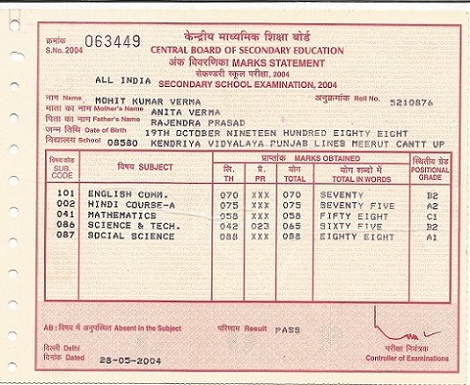 क्रमांक
S.No. 2004 063449
केन्द्रीय माध्यमिक शिक्षा बोर्ड
CENTRAL BOARD OF SECONDARY EDUCATION
अंक विवरणिका MARKS STATEMENT
सेकण्डरी स्कूल परीक्षा, 2004
ALL INDIA SECONDARY SCHOOL EXAMINATION, 2004
नाम Name MOHIT KUMAR VERMA अनुक्रमांक Roll No. 5210876
माता का नाम Mother's Name ANITA VERMA
पिता का नाम Father's Name RAJENDRA PRASAD
जन्म तिथि Date of Birth 19TH OCTOBER NINETEEN HUNDRED EIGHTY EIGHT
विद्यालय School 08580 KENDRIYA VIDYALAYA PUNJAB LINES MEERUT CANTT UP
विषय कोड SUB. CODE विषय SUBJECT प्राप्तांक MARKS OBTAINED स्थितीय ग्रेड POSITIONAL GRADE
लि. TH प्रे. PR योग TOTAL योग शब्दों में TOTAL IN WORDS
101 ENGLISH COMM. 070 XXX 070 SEVENTY B2
002 HINDI COURSE-A 075 XXX 075 SEVENTY FIVE A2
041 MATHEMATICS 058 XXX 058 FIFTY EIGHT C1
086 SCIENCE & TECH. 042 023 065 SIXTY FIVE B2
087 SOCIAL SCIENCE 088 XXX 088 EIGHTY EIGHT A1
AB : विषय में अनुपस्थित Absent in the Subject परिणाम Result PASS
दिल्ली Delhi
दिनांक Dated 28-05-2004
परीक्षा नियंत्रक
Controller of Examinations